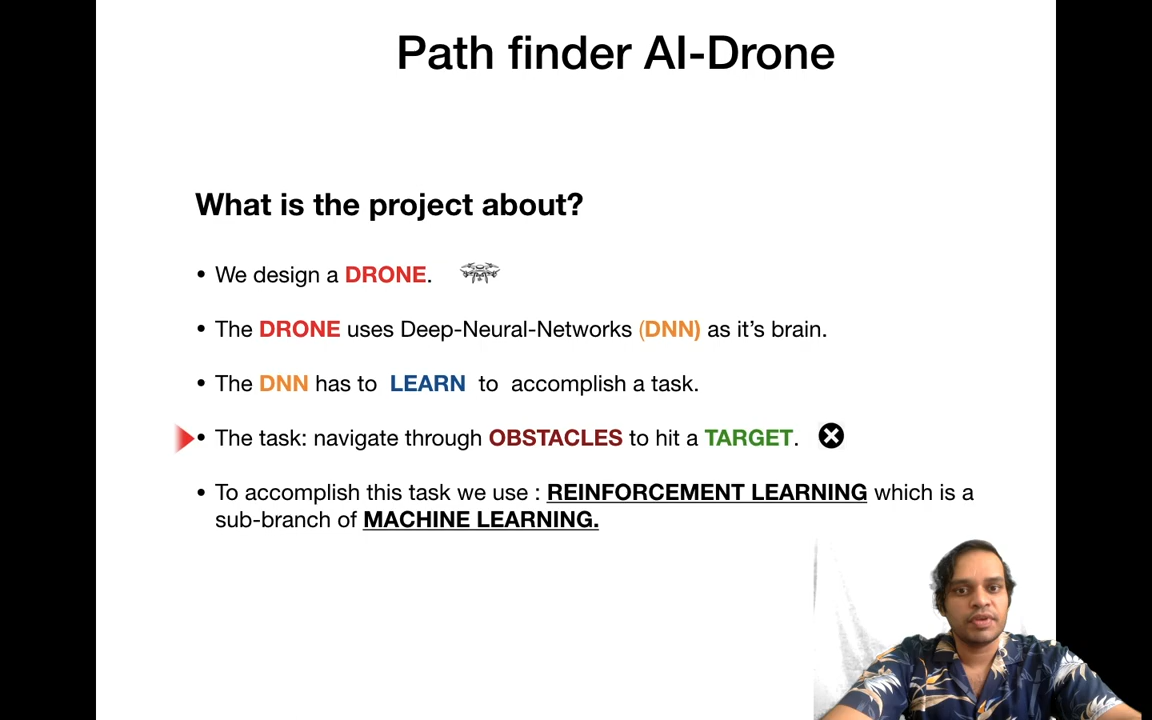 Path finder AI-Drone
What is the project about?
• We design a DRONE.
• The DRONE uses Deep-Neural-Networks (DNN) as it’s brain.
• The DNN has to LEARN to accomplish a task.
• The task: navigate through OBSTACLES to hit a TARGET.
• To accomplish this task we use : REINFORCEMENT LEARNING which is a
sub-branch of MACHINE LEARNING.